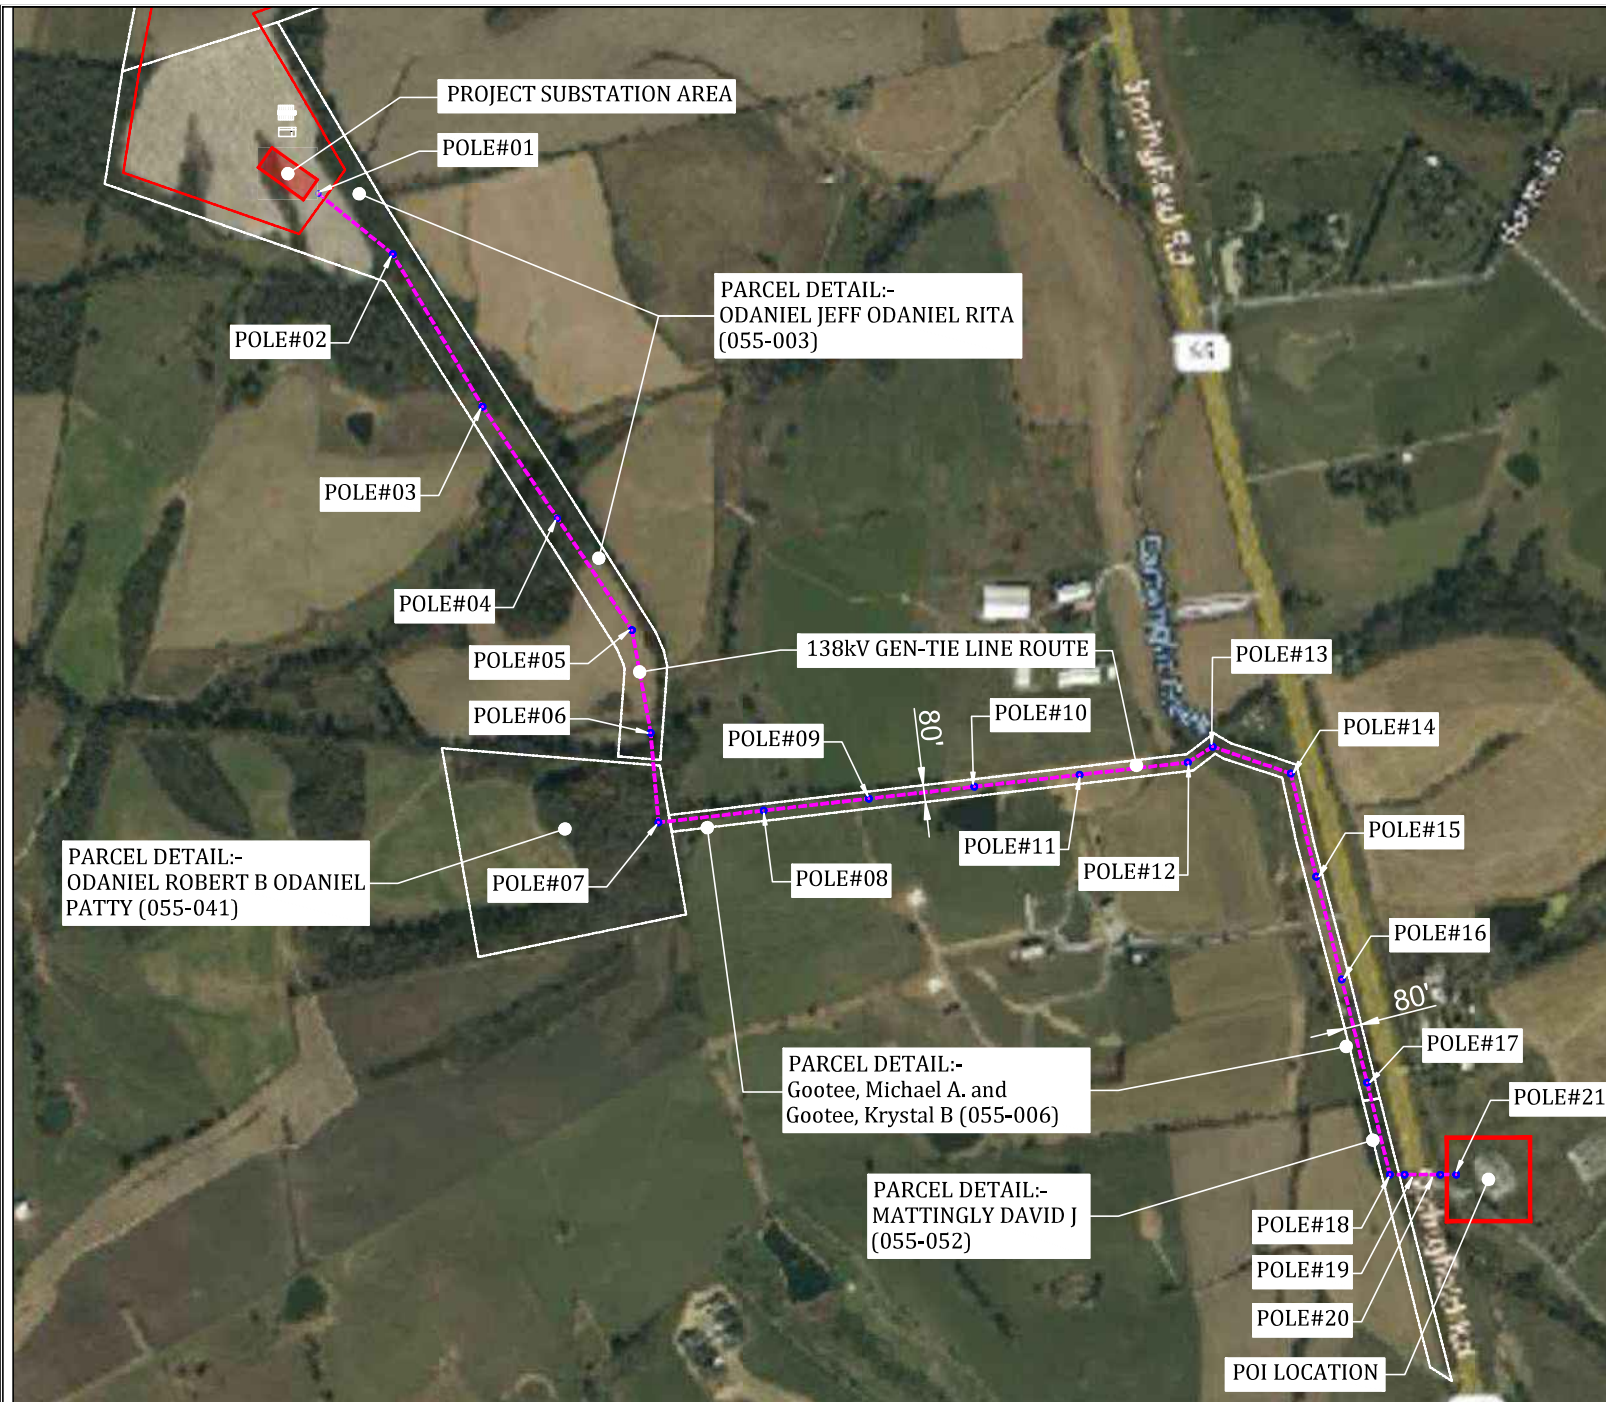 PROJECT SUBSTATION AREA
POLE#01
Springfield Rd
PARCEL DETAIL:-
ODANIEL JEFF ODANIEL RITA
(055-003)
POLE#02
55
POLE#03
POLE#04
POLE#05
138kV GEN-TIE LINE ROUTE
POLE#13
POLE#06
POLE#09
80'
POLE#10
POLE#14
POLE#15
POLE#11
POLE#12
PARCEL DETAIL:-
ODANIEL ROBERT B ODANIEL
PATTY (055-041)
POLE#07
POLE#08
POLE#16
80'
POLE#17
PARCEL DETAIL:-
Gootee, Michael A. and
Gootee, Krystal B (055-006)
POLE#21
PARCEL DETAIL:-
MATTINGLY DAVID J
(055-052)
POLE#18
POLE#19
POLE#20
POI LOCATION